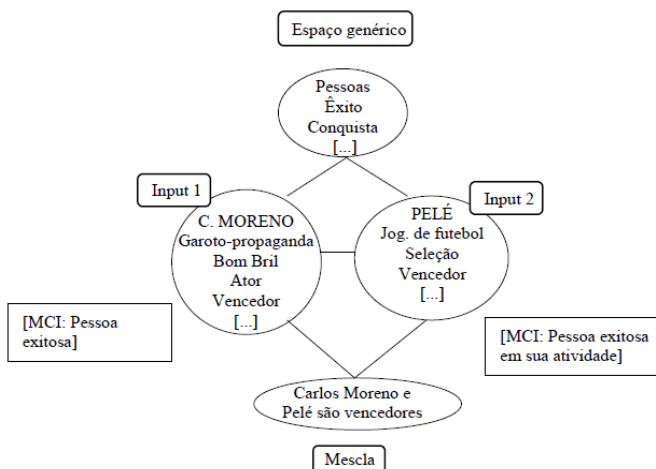 Espaço genérico
Pessoas
Êxito
Conquista
[...]
Input 1
Input 2
C. MORENO
Garoto-propaganda
Bom Bril
Ator
Vencedor
[...]
PELÉ
Jog. de futebol
Seleção
Vencedor
[...]
[MCI: Pessoa
exitosa]
[MCI: Pessoa exitosa
em sua atividade]
Carlos Moreno e
Pelé são vencedores
Mescla